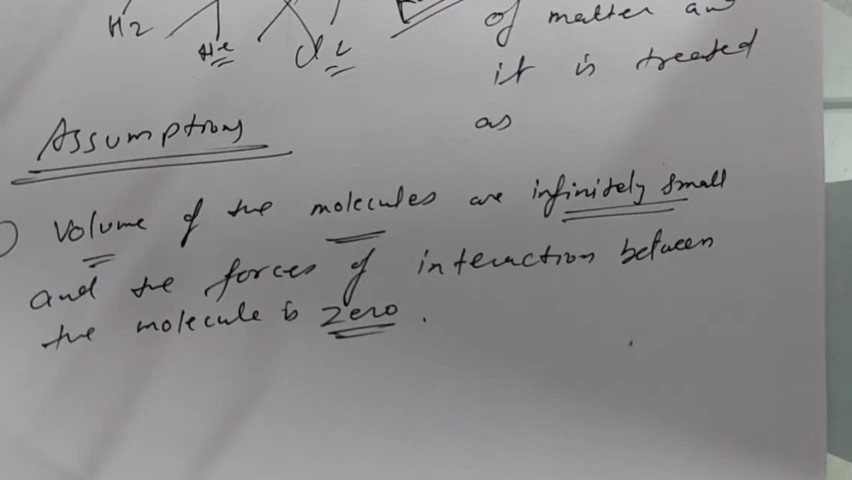 of matter and
H2
He
Cl2
it is treated
as
Assumptions
Volume of the molecules are infinitely small
and the forces of interaction between
the molecule is Zero.